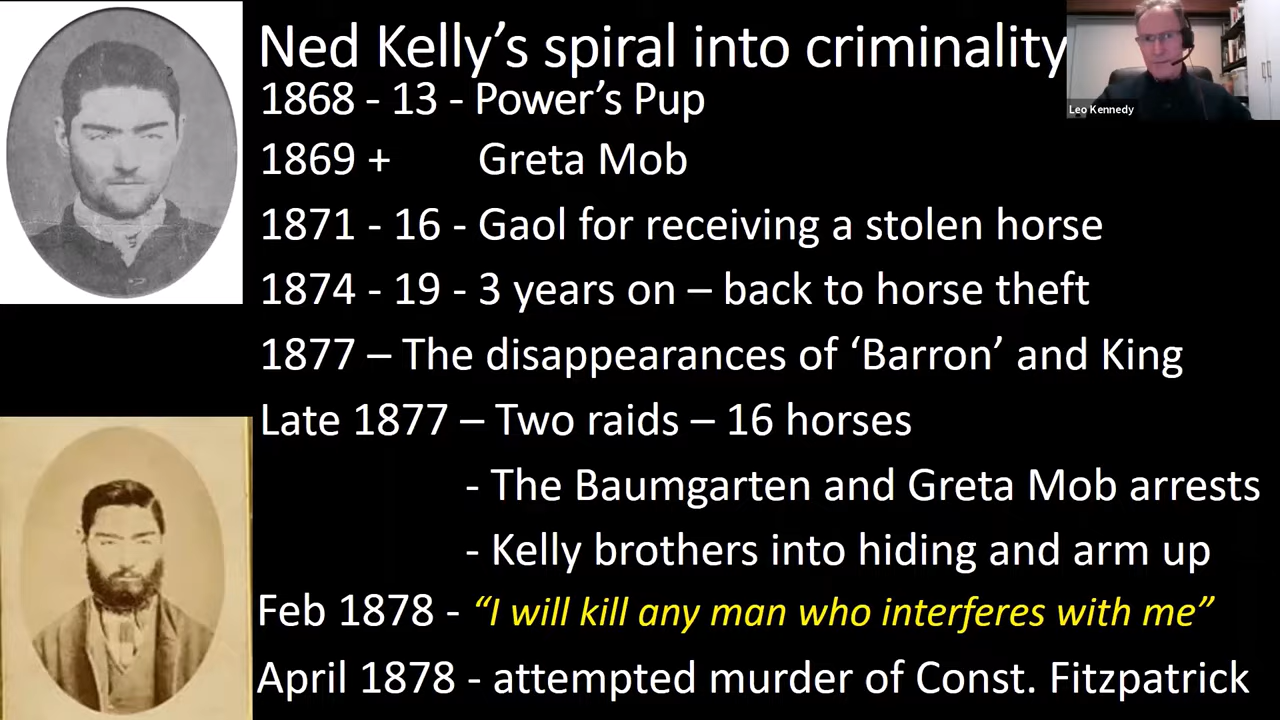 Ned Kelly’s spiral into criminality
Leo Kennedy
1868 - 13 - Power’s Pup
1869 + Greta Mob
1871 - 16 - Gaol for receiving a stolen horse
1874 - 19 - 3 years on – back to horse theft
1877 – The disappearances of ‘Barron’ and King
Late 1877 – Two raids – 16 horses
- The Baumgarten and Greta Mob arrests
- Kelly brothers into hiding and arm up
Feb 1878 - “I will kill any man who interferes with me”
April 1878 - attempted murder of Const. Fitzpatrick